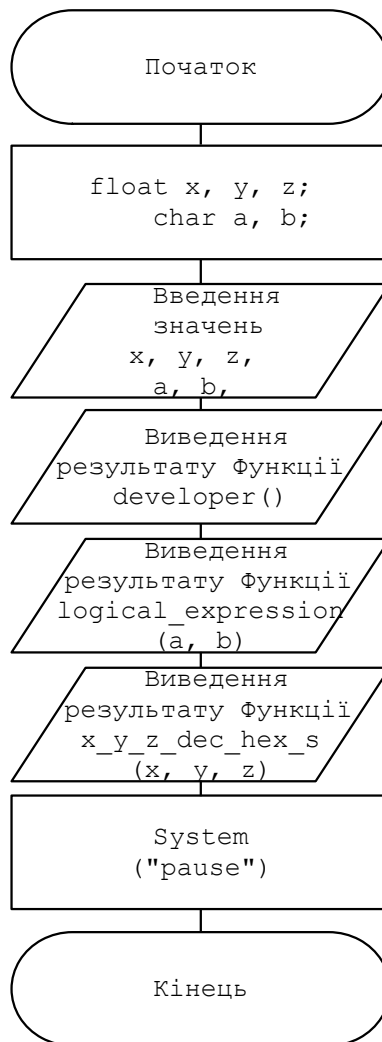 Початок
float x, y, z;
char a, b;
Введення
значень
x, y, z,
a, b,
Виведення
результату Функції
developer()
Виведення
результату Функції
logical_expression
(a, b)
Виведення
результату Функції
x_y_z_dec_hex_s
(x, y, z)
System
("pause")
Кінець